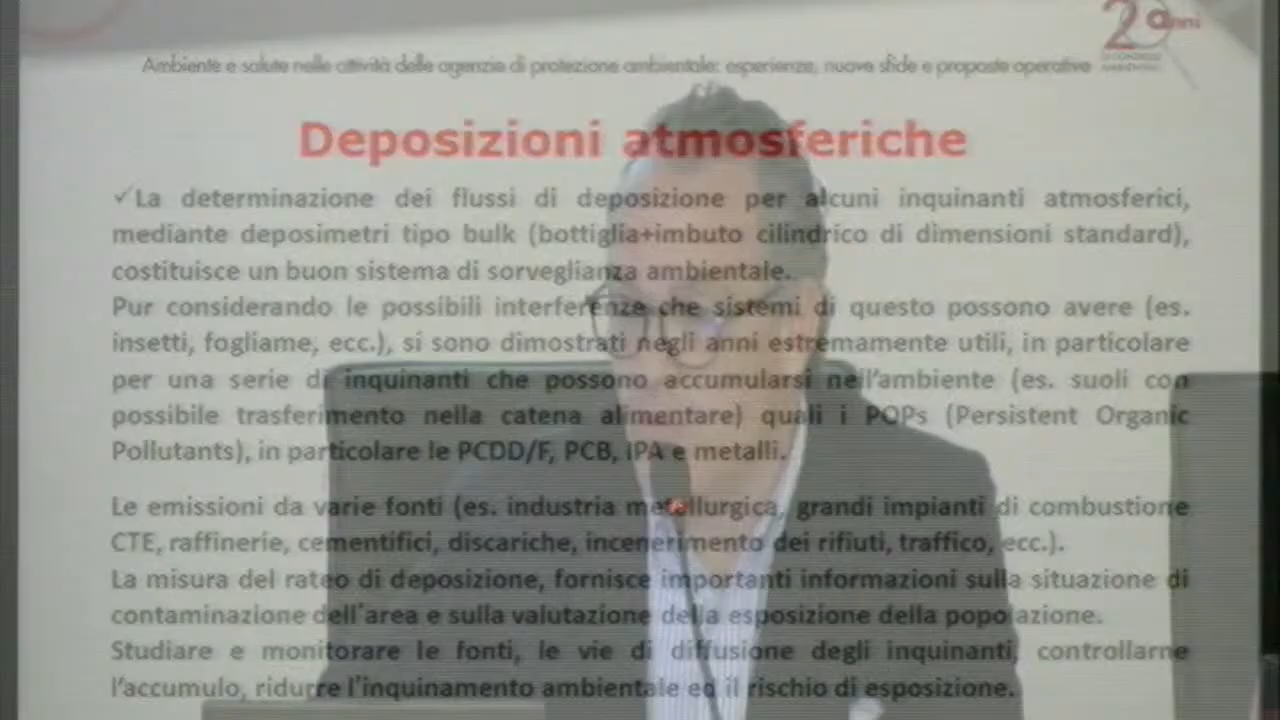 20 anni
Ambiente e salute nelle attività delle agenzie di protezione ambientale: esperienze, nuove sfide e proposte operative
Deposizioni atmosferiche
✓La determinazione dei flussi di deposizione per alcuni inquinanti atmosferici,
mediante deposimetri tipo bulk (bottiglia+imbuto cilindrico di dimensioni standard),
costituisce un buon sistema di sorveglianza ambientale.
Pur considerando le possibili interferenze che sistemi di questo possono avere (es.
insetti, fogliame, ecc.), si sono dimostrati negli anni estremamente utili, in particolare
per una serie di inquinanti che possono accumularsi nell'ambiente (es. suoli con
possibile trasferimento nella catena alimentare) quali i POPs (Persistent Organic
Pollutants), in particolare le PCDD/F, PCB, IPA e metalli.
Le emissioni da varie fonti (es. industria metallurgica, grandi impianti di combustione
CTE, raffinerie, cementifici, discariche, incenerimento dei rifiuti, traffico, ecc.).
La misura del rateo di deposizione, fornisce importanti informazioni sulla situazione di
contaminazione dell'area e sulla valutazione della esposizione della popolazione.
Studiare e monitorare le fonti, le vie di diffusione degli inquinanti, controllarne
l'accumulo, ridurre l'inquinamento ambientale ed il rischio di esposizione.